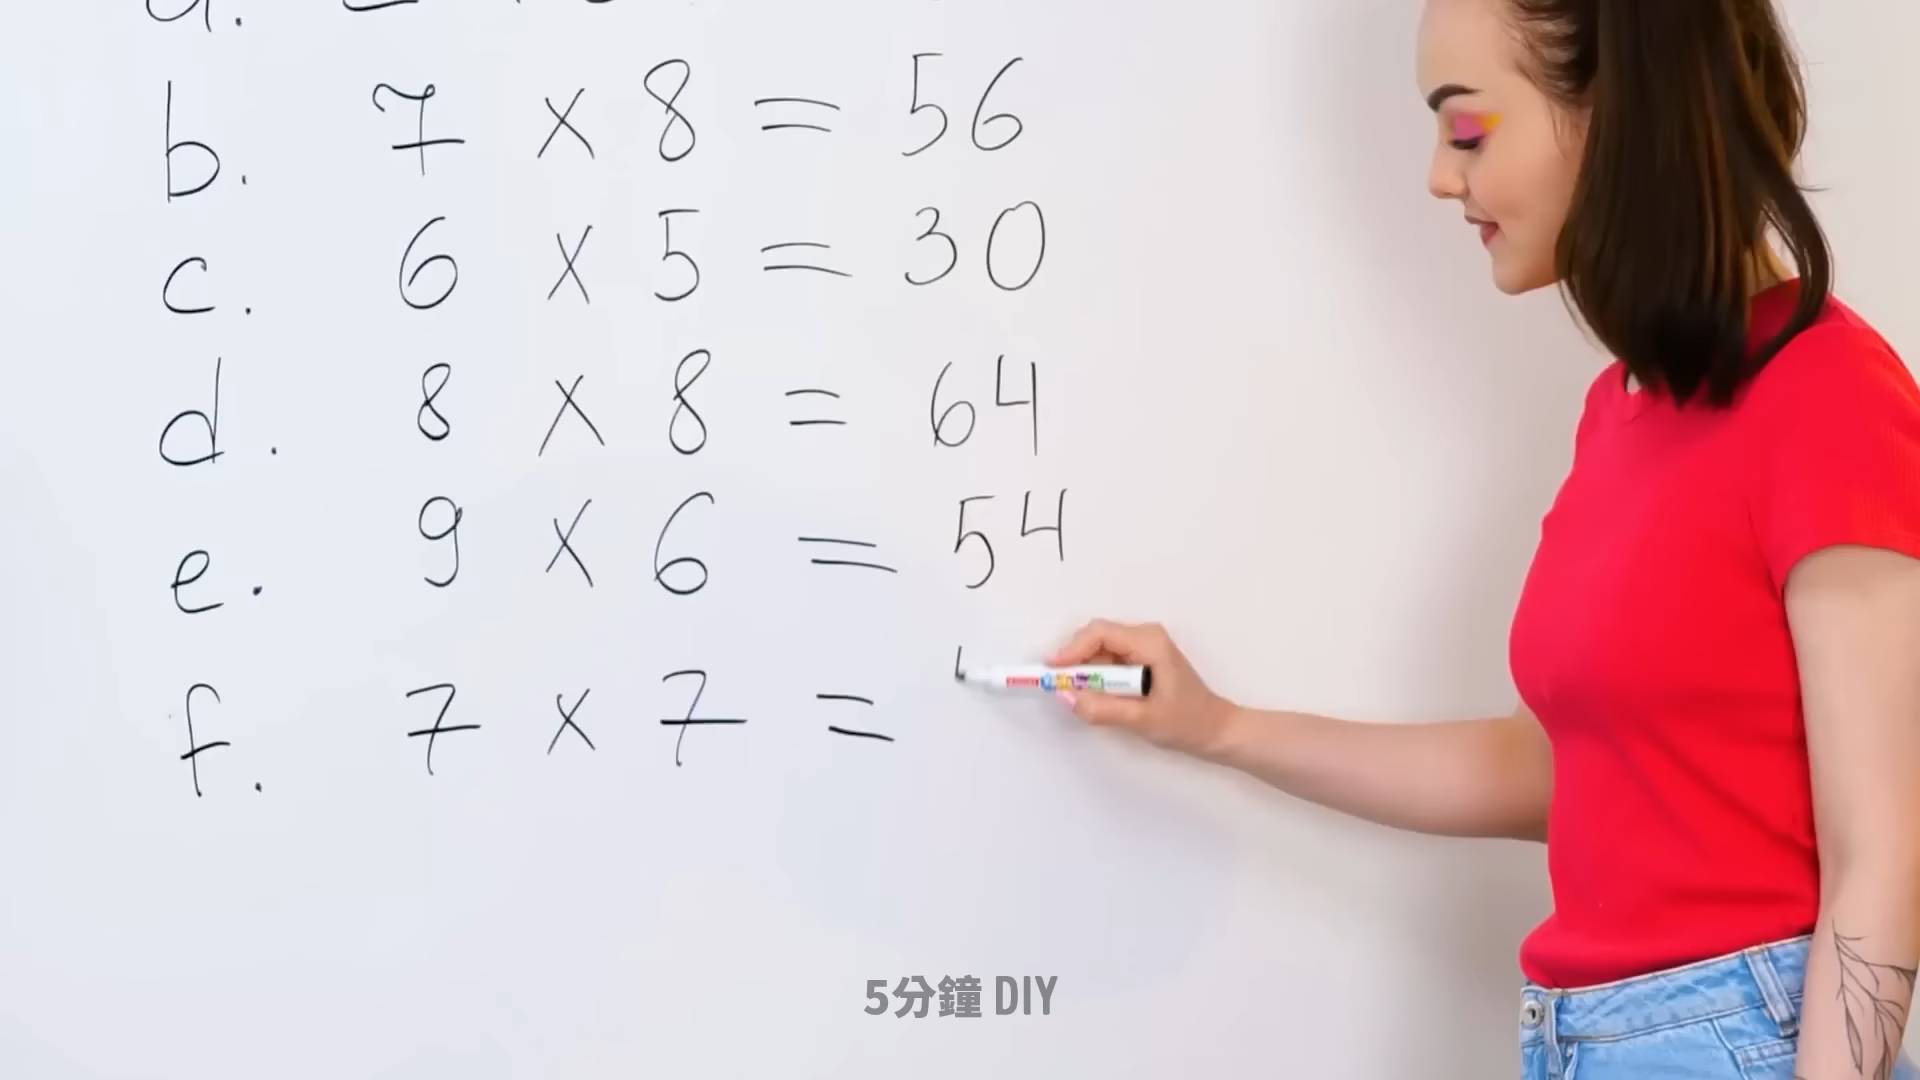 b. 7 x 8 = 56
c. 6 x 5 = 30
d. 8 x 8 = 64
e. 9 x 6 = 54
f. 7 x 7 =
5分鐘 DIY